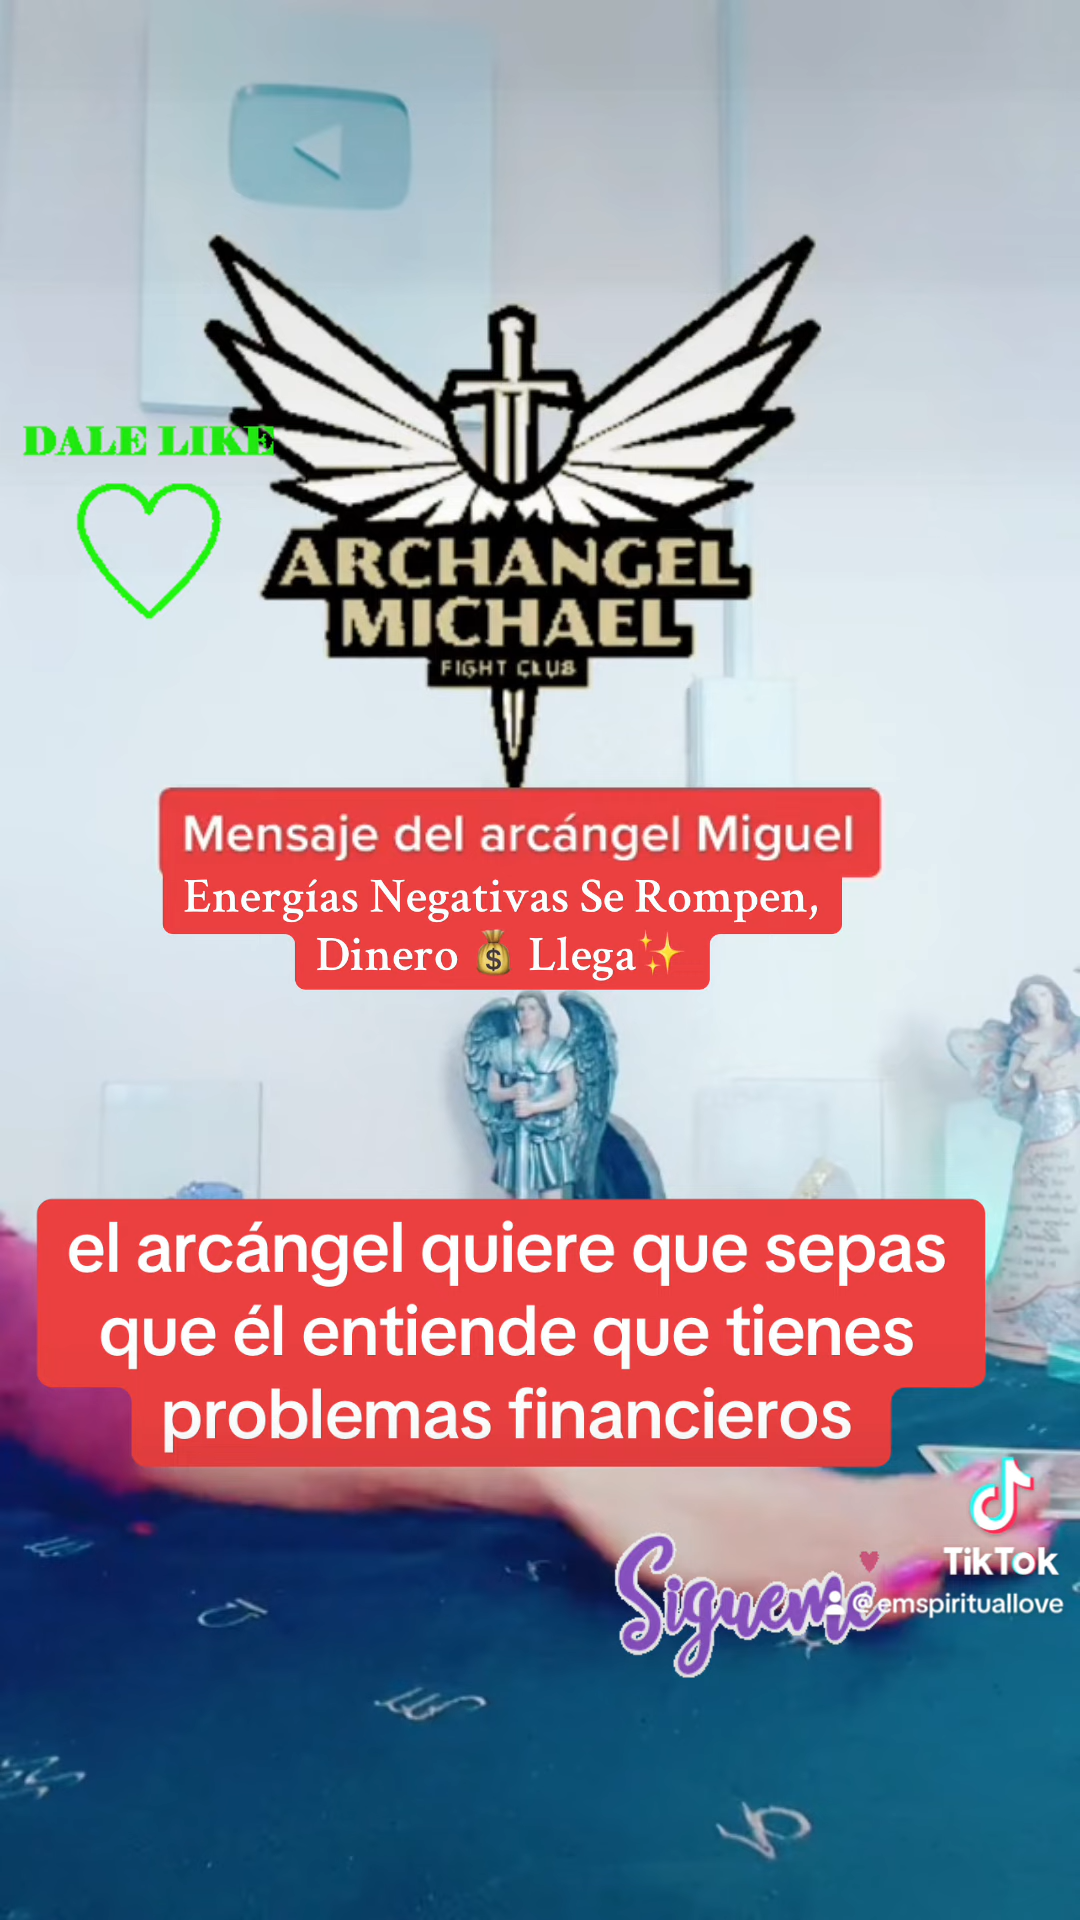 DALE LIKE
ARCHANGEL
MICHAEL
FIGHT CLUB
Mensaje del arcángel Miguel
Energías Negativas Se Rompen,
Dinero 💰 Llega✨
el arcángel quiere que sepas
que él entiende que tienes
problemas financieros
TikTok
Sigueme
@emspirituallove